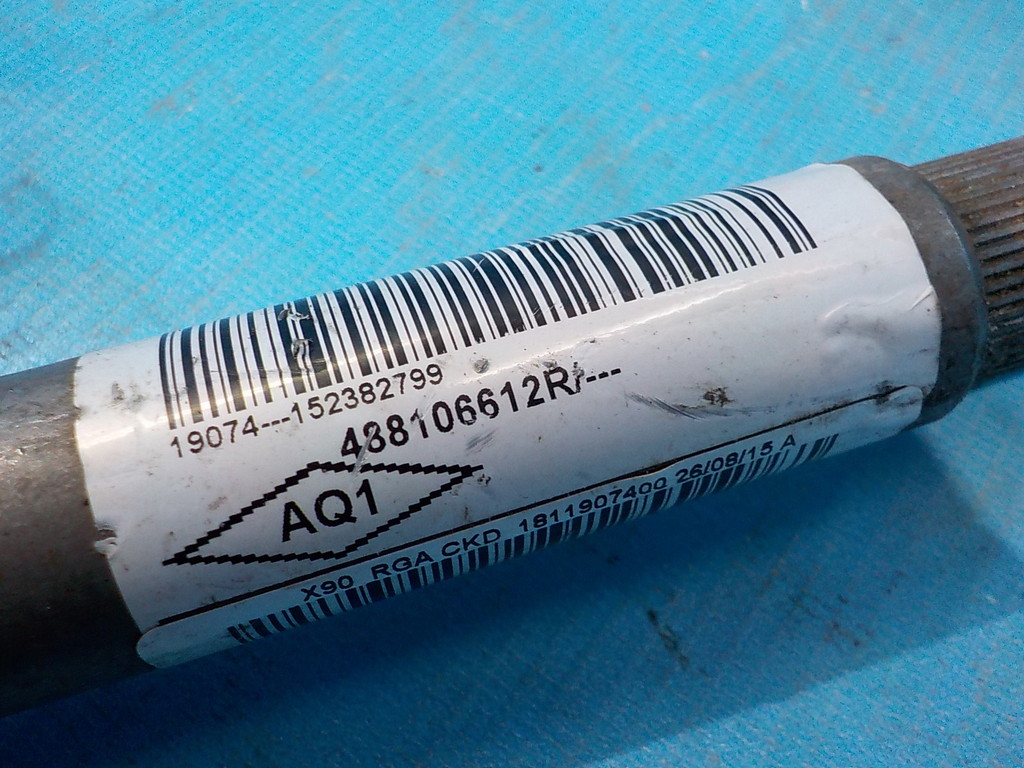 19074---152382799
488106612R/---
AQ1
X90 RGA CKD 1811907400 26/08/15 A